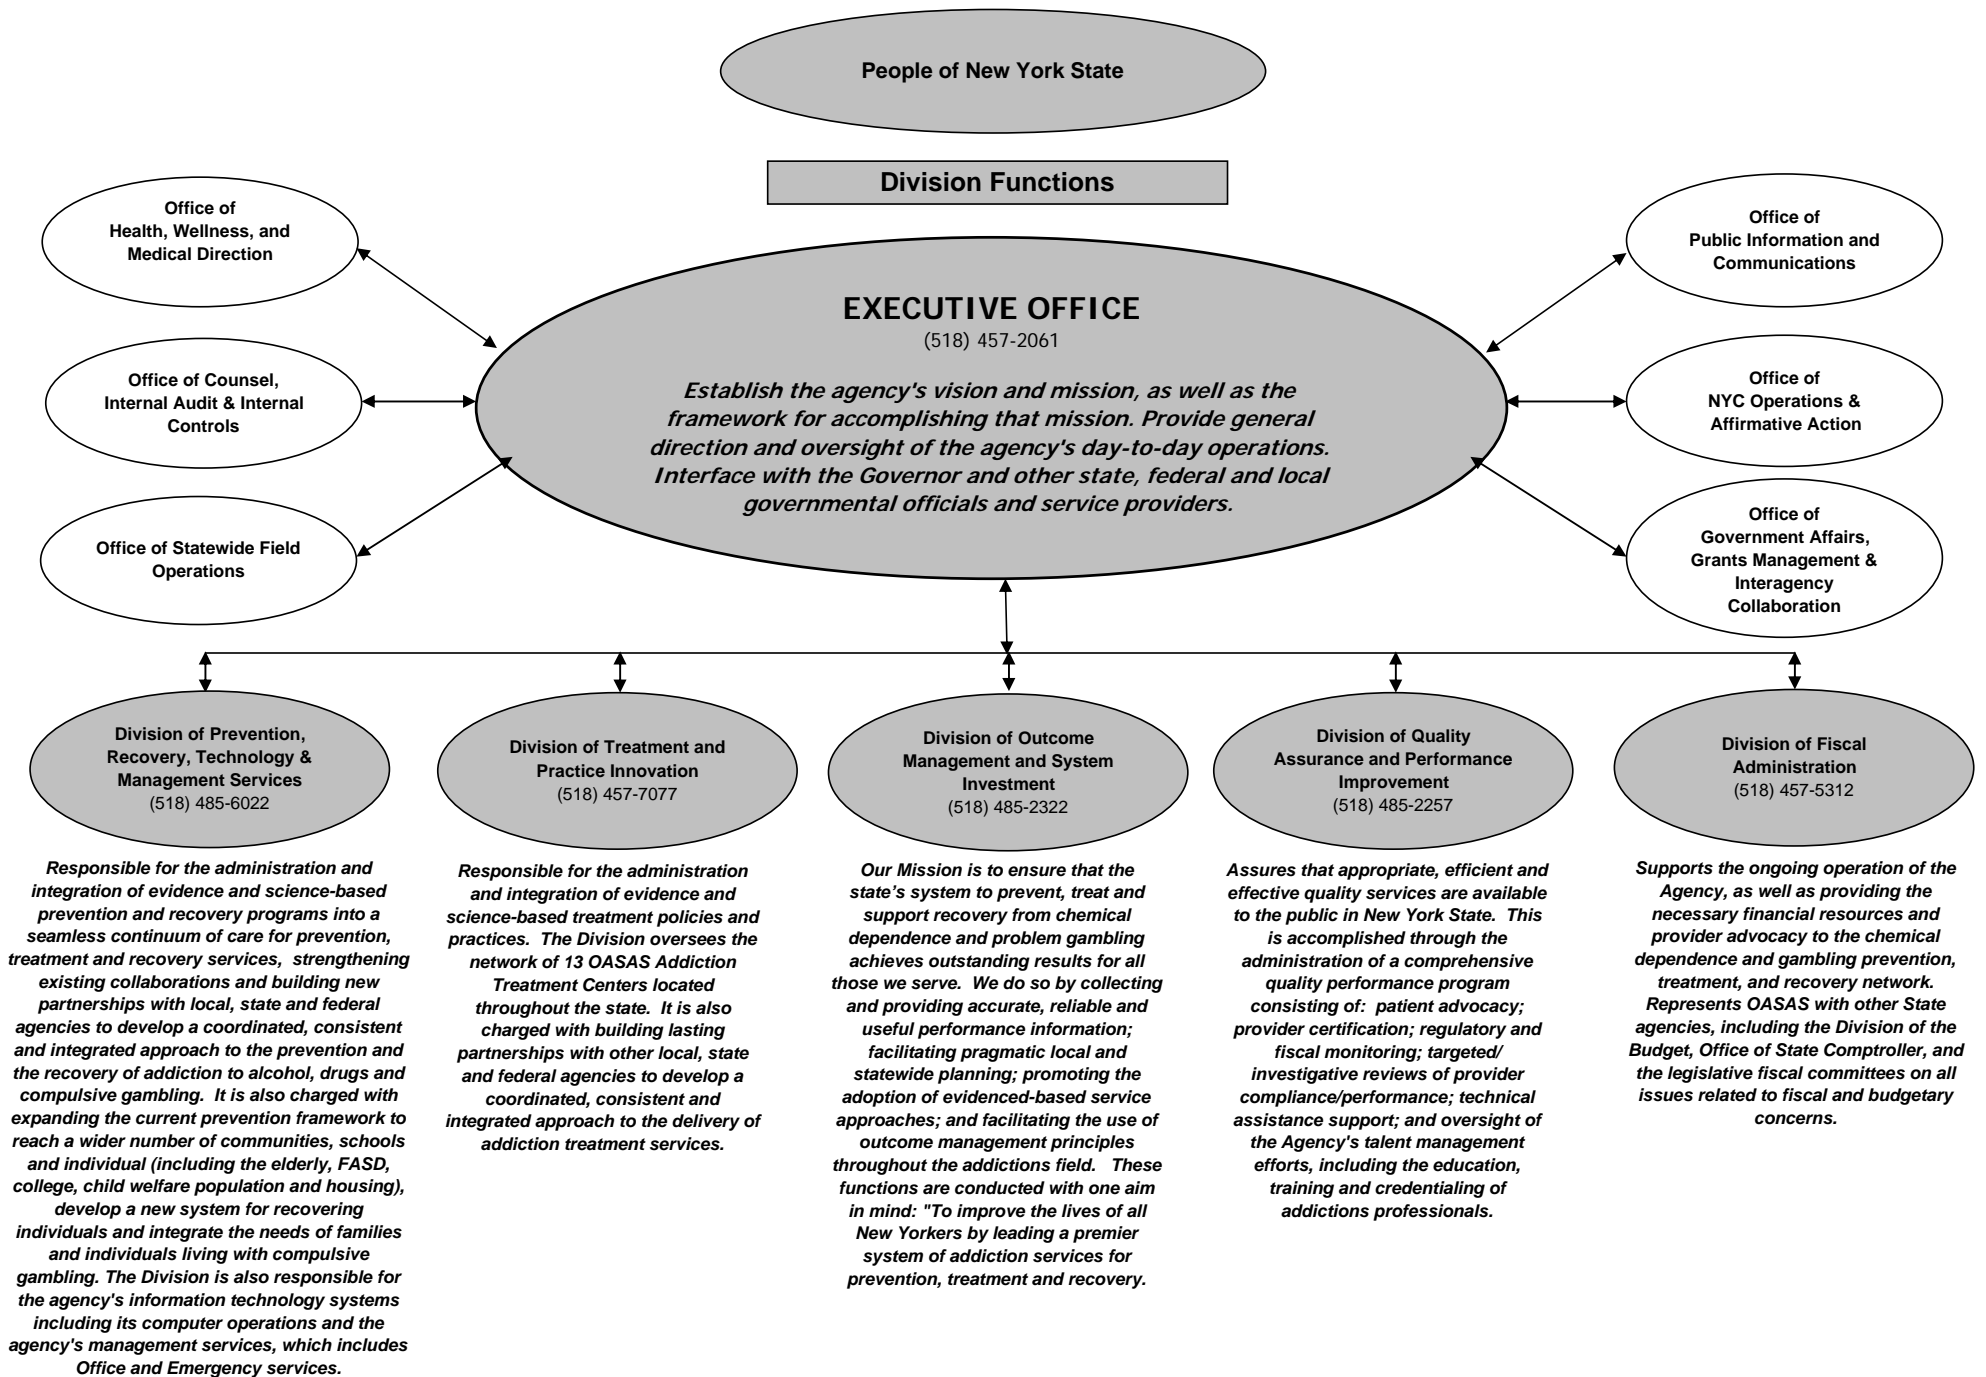 People of New York State
Division Functions
Office of
Health, Wellness, and
Medical Direction
Office of Counsel,
Internal Audit & Internal
Controls
Office of Statewide Field
Operations
EXECUTIVE OFFICE
(518) 457-2061
Establish the agency's vision and mission, as well as the
framework for accomplishing that mission. Provide general
direction and oversight of the agency's day-to-day operations.
Interface with the Governor and other state, federal and local
governmental officials and service providers.
Office of
Public Information and
Communications
Office of
NYC Operations &
Affirmative Action
Office of
Government Affairs,
Grants Management &
Interagency
Collaboration
Division of Prevention,
Recovery, Technology &
Management Services
(518) 485-6022
Responsible for the administration and
integration of evidence and science-based
prevention and recovery programs into a
seamless continuum of care for prevention,
treatment and recovery services,  strengthening
existing collaborations and building new
partnerships with local, state and federal
agencies to develop a coordinated, consistent
and integrated approach to the prevention and
the recovery of addiction to alcohol, drugs and
compulsive gambling.  It is also charged with
expanding the current prevention framework to
reach a wider number of communities, schools
and individual (including the elderly, FASD,
college, child welfare population and housing),
develop a new system for recovering
individuals and integrate the needs of families
and individuals living with compulsive
gambling. The Division is also responsible for
the agency's information technology systems
including its computer operations and the
agency's management services, which includes
Office and Emergency services.
Division of Treatment and
Practice Innovation
(518) 457-7077
Responsible for the administration
and integration of evidence and
science-based treatment policies and
practices.  The Division oversees the
network of 13 OASAS Addiction
Treatment Centers located
throughout the state.  It is also
charged with building lasting
partnerships with other local, state
and federal agencies to develop a
coordinated, consistent and
integrated approach to the delivery of
addiction treatment services.
Division of Outcome
Management and System
Investment
(518) 485-2322
Our Mission is to ensure that the
state’s system to prevent, treat and
support recovery from chemical
dependence and problem gambling
achieves outstanding results for all
those we serve.  We do so by collecting
and providing accurate, reliable and
useful performance information;
facilitating pragmatic local and
statewide planning; promoting the
adoption of evidenced-based service
approaches; and facilitating the use of
outcome management principles
throughout the addictions field.   These
functions are conducted with one aim
in mind: "To improve the lives of all
New Yorkers by leading a premier
system of addiction services for
prevention, treatment and recovery.
Division of Quality
Assurance and Performance
Improvement
(518) 485-2257
Assures that appropriate, efficient and
effective quality services are available
to the public in New York State.  This
is accomplished through the
administration of a comprehensive
quality performance program
consisting of:  patient advocacy;
provider certification; regulatory and
fiscal monitoring; targeted/
investigative reviews of provider
compliance/performance; technical
assistance support; and oversight of
the Agency's talent management
efforts, including the education,
training and credentialing of
addictions professionals.
Division of Fiscal
Administration
(518) 457-5312
Supports the ongoing operation of the
Agency, as well as providing the
necessary financial resources and
provider advocacy to the chemical
dependence and gambling prevention,
treatment, and recovery network.
Represents OASAS with other State
agencies, including the Division of the
Budget, Office of State Comptroller, and
the legislative fiscal committees on all
issues related to fiscal and budgetary
concerns.